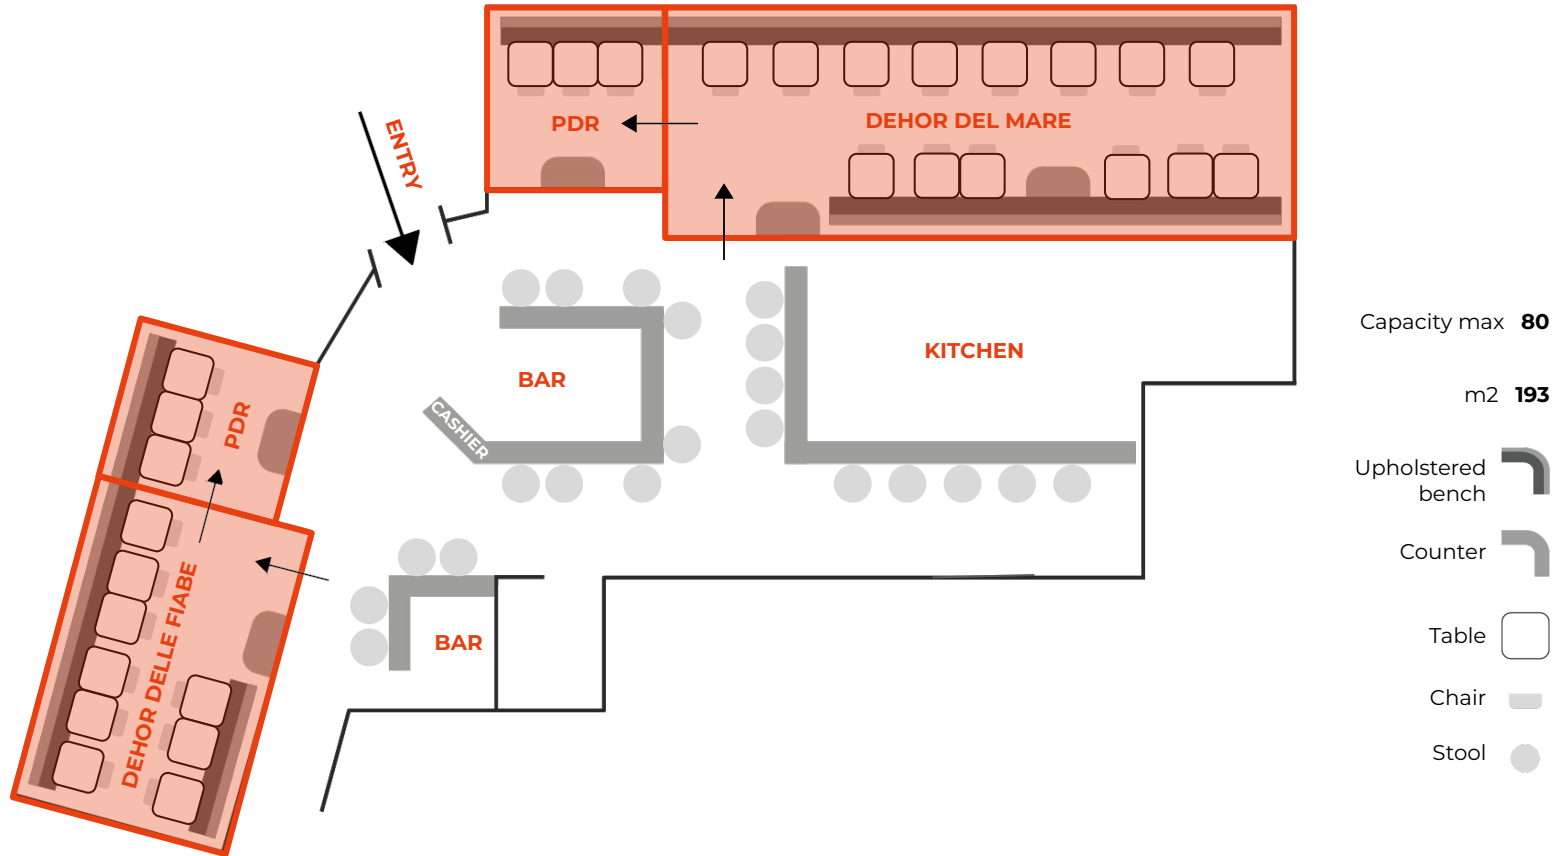 PDR
DEHOR DEL MARE
ENTRY
BAR
KITCHEN
CASHIER
PDR
DEHOR DELLE FIABE
BAR
Capacity max 80
m2 193
Upholstered
bench
Counter
Table
Chair
Stool